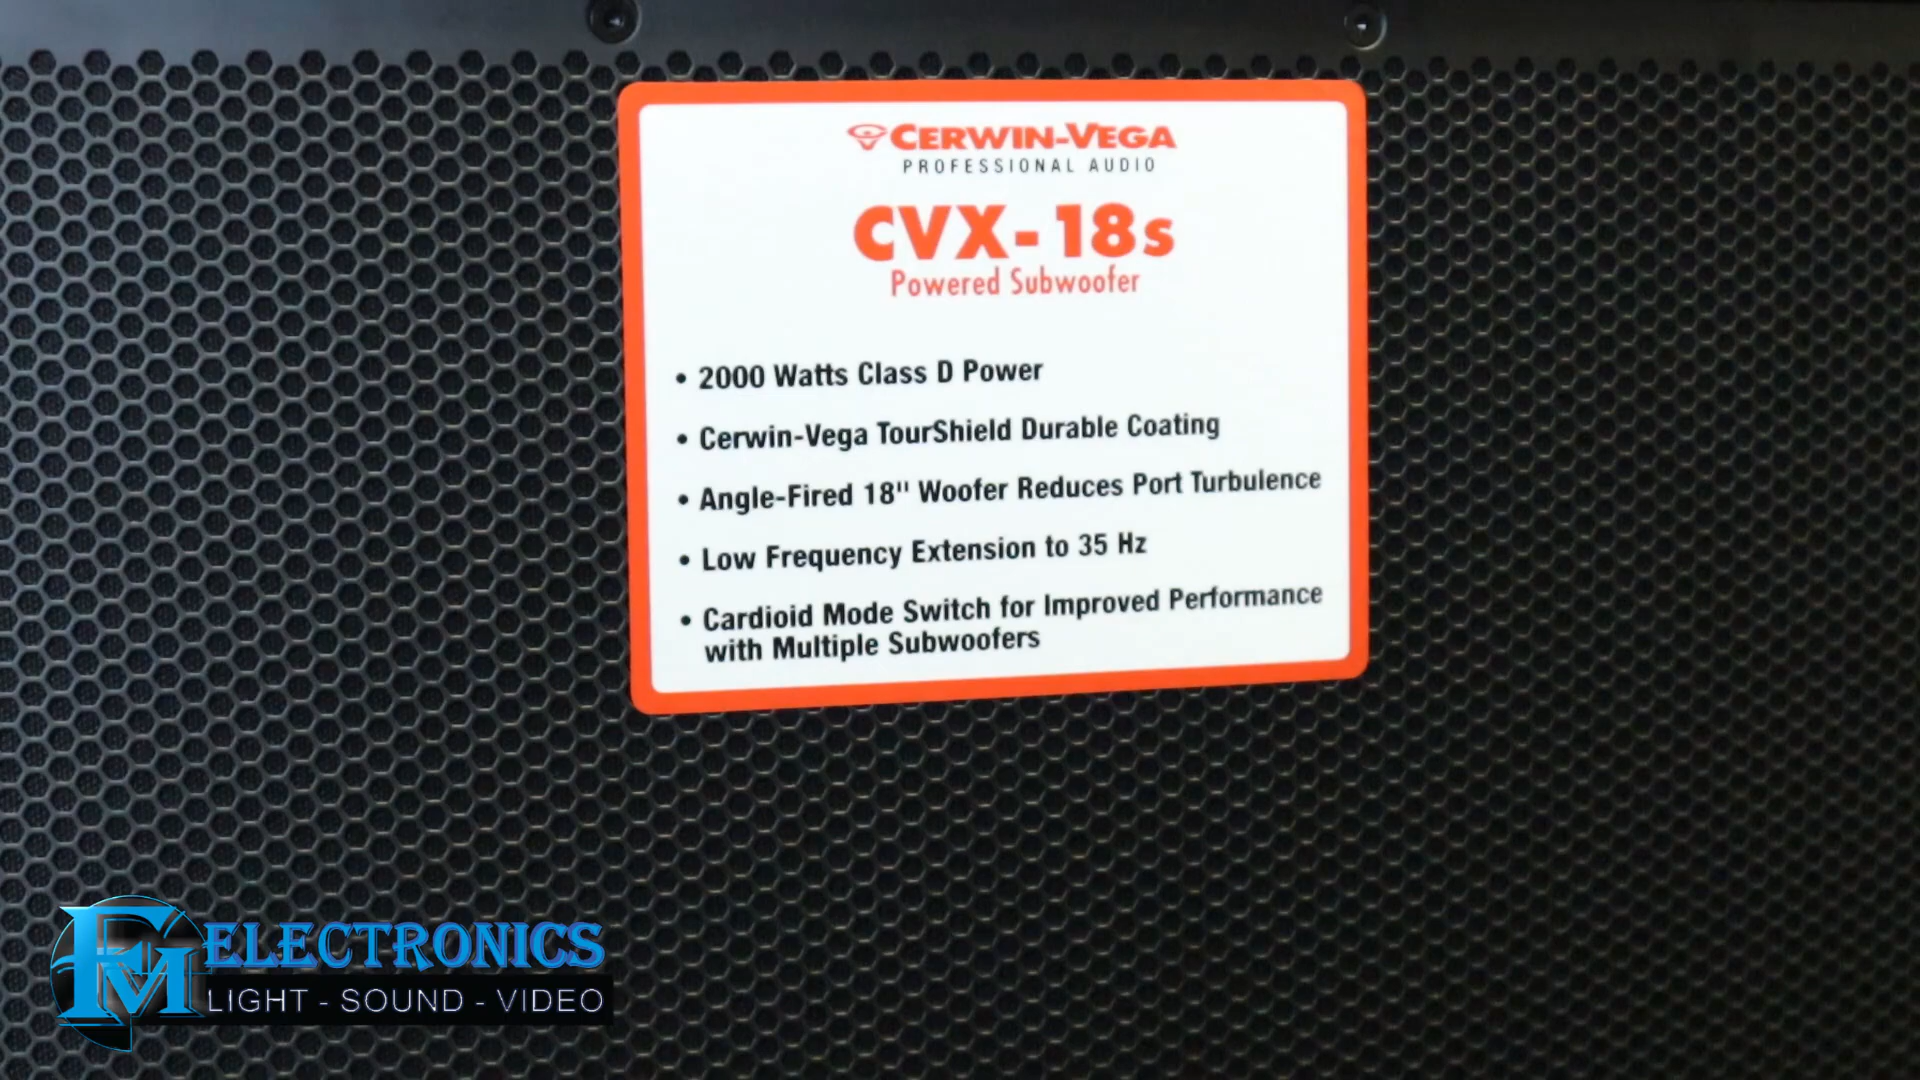 CERWIN-VEGA
PROFESSIONAL AUDIO
CVX-18s
Powered Subwoofer
• 2000 Watts Class D Power
• Cerwin-Vega TourShield Durable Coating
• Angle-Fired 18" Woofer Reduces Port Turbulence
• Low Frequency Extension to 35 Hz
• Cardioid Mode Switch for Improved Performance
with Multiple Subwoofers
FM ELECTRONICS
LIGHT - SOUND - VIDEO